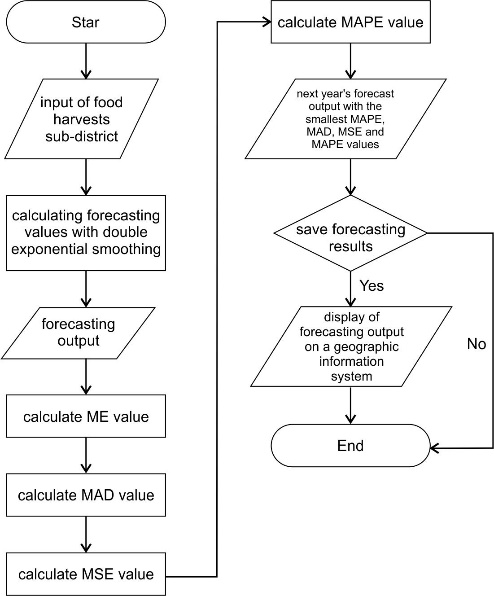 Start
input of food
harvests
sub-district
calculating forecasting
values with double
exponential smoothing
forecasting
output
calculate ME value
calculate MAD value
calculate MSE value
calculate MAPE value
next year's forecast
output with the
smallest MAPE,
MAD, MSE and
MAPE values
save forecasting
results
Yes
No
display of
forecasting output
on a geographic
information
system
End